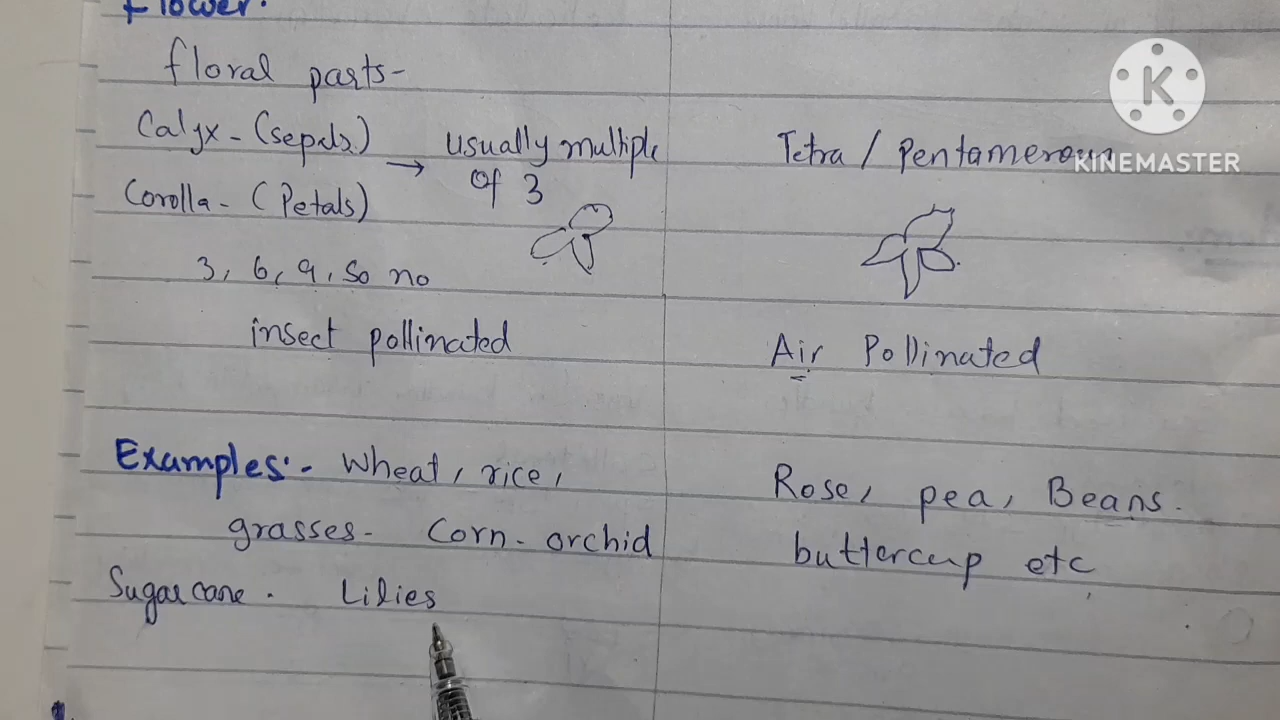 Flower.
floral parts-
Calyx - (sepals) → usually multiple of 3
Corolla - (Petals)
3, 6, 9, so no
insect pollinated
Tetra / Pentamerous
Air Pollinated
Examples:- Wheat, rice,
grasses- Corn- orchid
Sugarcane. Lilies
Rose, pea, Beans.
buttercup etc
K
KINEMASTER